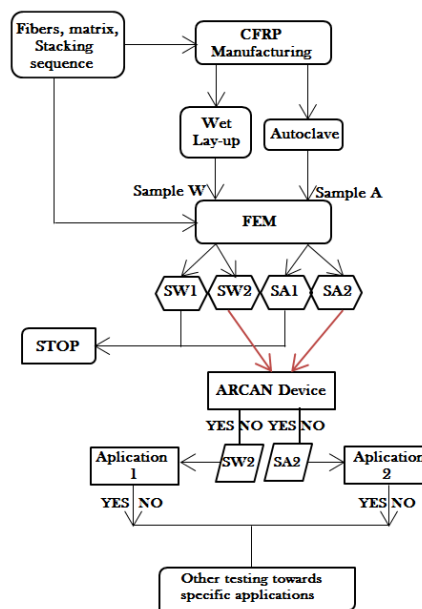 Fibers, matrix,
Stacking
sequence
CFRP
Manufacturing
Wet
Lay-up
Autoclave
Sample W
Sample A
FEM
SW1
SW2
SA1
SA2
STOP
ARCAN Device
YES NO
YES NO
SW2
SA2
Aplication
1
Aplication
2
YES NO
YES NO
Other testing towards
specific applications